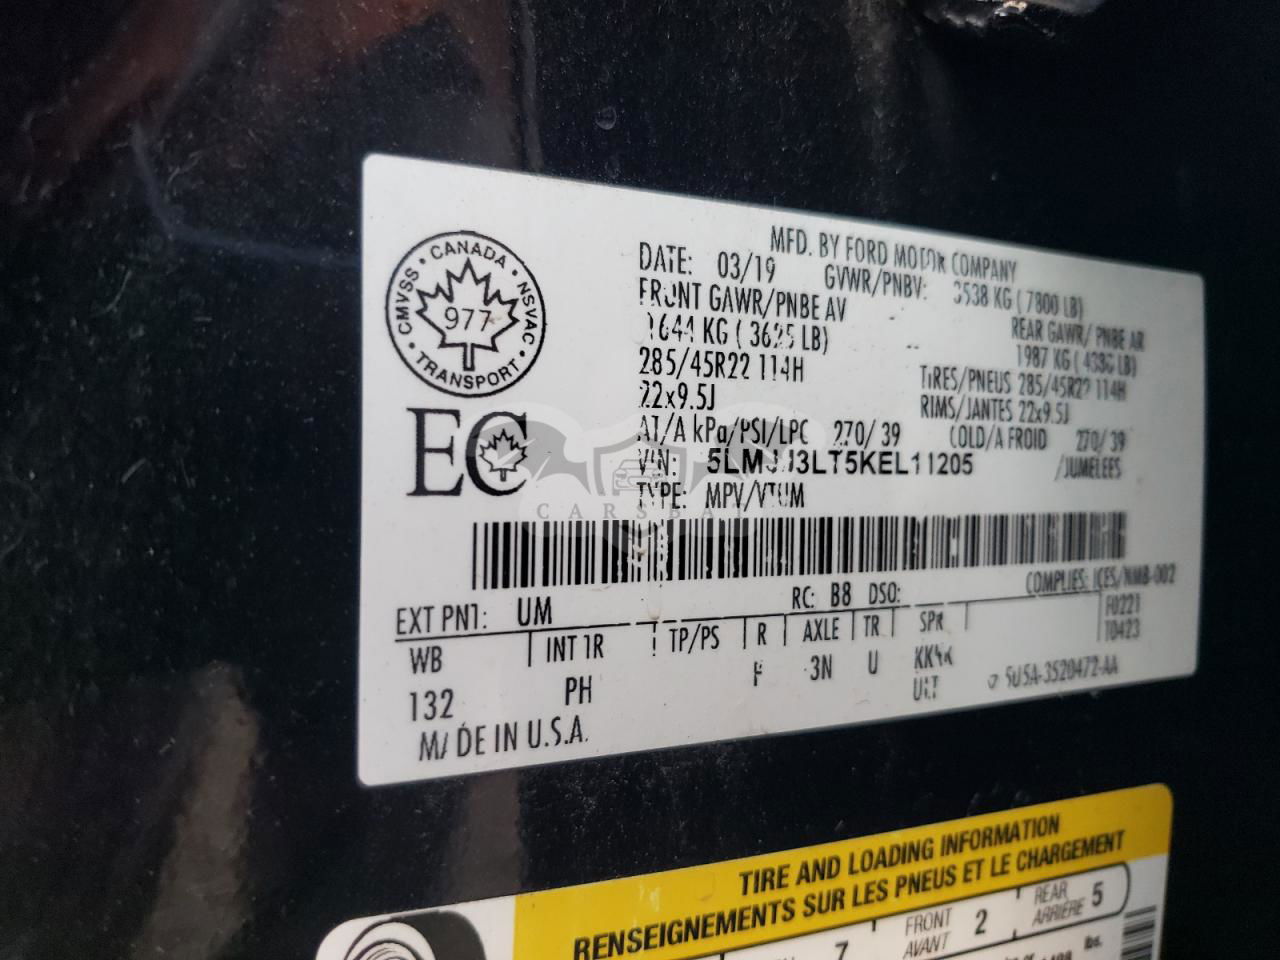 MFD. BY FORD MOTOR COMPANY
DATE: 03/19 GVWR/PNBV: 3538 KG ( 7800 LB)
FRONT GAWR/PNBE AV REAR GAWR/ PNBE AR
1644 KG ( 3625 LB) 1987 KG ( 4380 LB)
285/45R22 114H TIRES/PNEUS 285/45R22 114H
22x9.5J RIMS/JANTES 22x9.5J
AT/A kPa/PSI/LPC 270/ 39 COLD/A FROID 270/ 39
VIN: /JUMELEES
TYPE: MPV/VTUM
CMVSS · CANADA · NSVAC · TRANSPORT ·
977
EC
CARSBAT
COMPLIES: ICES/NMB-002
EXT PNT: UM RC: B8 DSO: F0221
WB INT TR TP/PS R AXLE TR SPR T0423
132 PH 3N U
5U5A-3520472-AA
MADE IN U.S.A.
TIRE AND LOADING INFORMATION
RENSEIGNEMENTS SUR LES PNEUS ET LE CHARGEMENT
7 FRONT 2 REAR 5
AVANT ARRIÈRE
lbs.